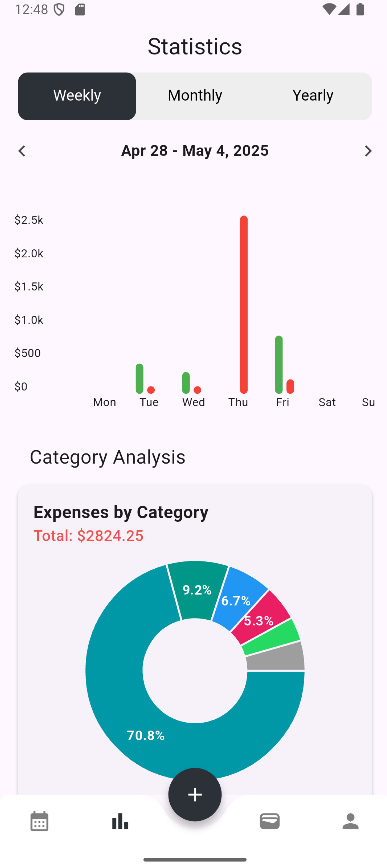 12:48
Statistics
Weekly Monthly Yearly
Apr 28 - May 4, 2025
$2.5k
$2.0k
$1.5k
$1.0k
$500
$0
Mon Tue Wed Thu Fri Sat Su
Category Analysis
Expenses by Category
Total: $2824.25
9.2%
6.7%
5.3%
70.8%